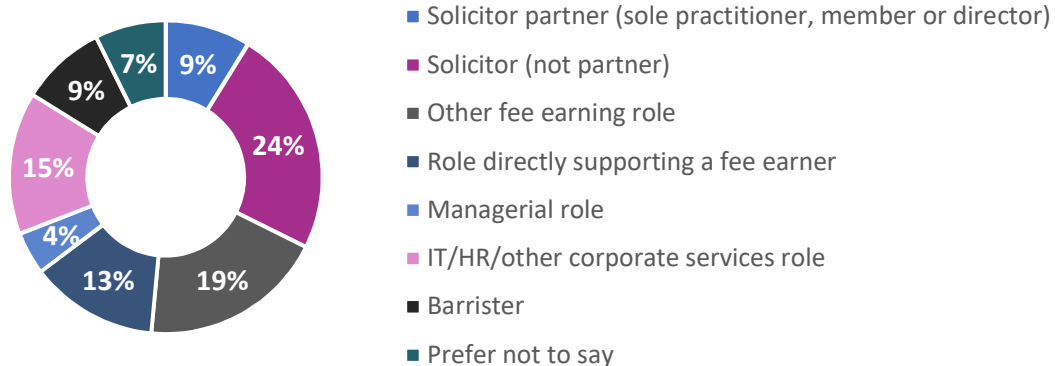 Solicitor partner (sole practitioner, member or director)
Solicitor (not partner)
Other fee earning role
Role directly supporting a fee earner
Managerial role
IT/HR/other corporate services role
Barrister
Prefer not to say
9%
24%
19%
13%
4%
15%
9%
7%